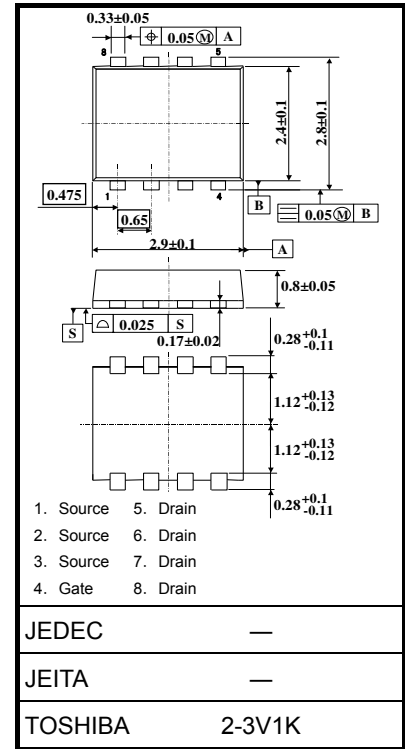 0.33±0.05
⌖ 0.05Ⓜ A
8 5
2.4±0.1
2.8±0.1
0.475
1 4
B
⌯ 0.05Ⓜ B
0.65
2.9±0.1
A
0.8±0.05
S
⌓ 0.025 S
0.17±0.02
0.28+0.1 -0.11
1.12+0.13 -0.12
1.12+0.13 -0.12
0.28+0.1 -0.11
1. Source 5. Drain
2. Source 6. Drain
3. Source 7. Drain
4. Gate 8. Drain
JEDEC —
JEITA —
TOSHIBA 2-3V1K